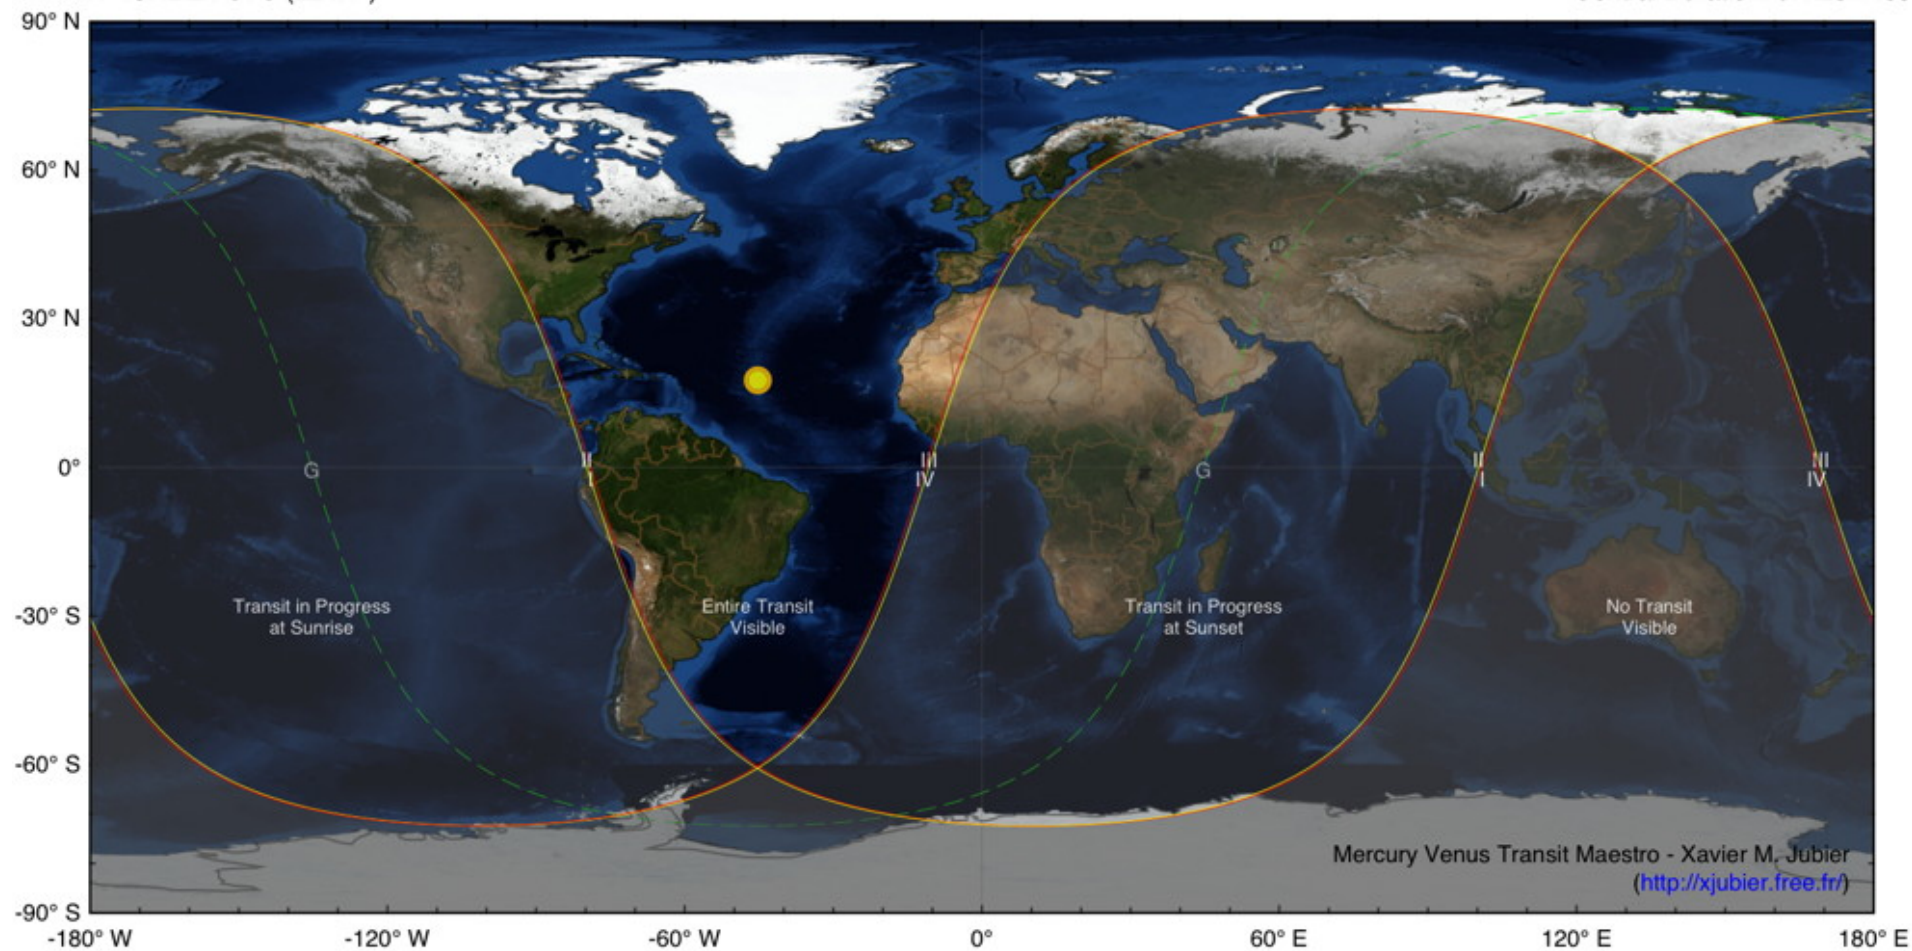 90° N
60° N
30° N
0°
-30° S
-60° S
-90° S
G
II
I
III
IV
G
II
I
III
IV
Transit in Progress
at Sunrise
Entire Transit
Visible
Transit in Progress
at Sunset
No Transit
Visible
Mercury Venus Transit Maestro - Xavier M. Jubier
(http://xjubier.free.fr/)
-180° W
-120° W
-60° W
0°
60° E
120° E
180° E